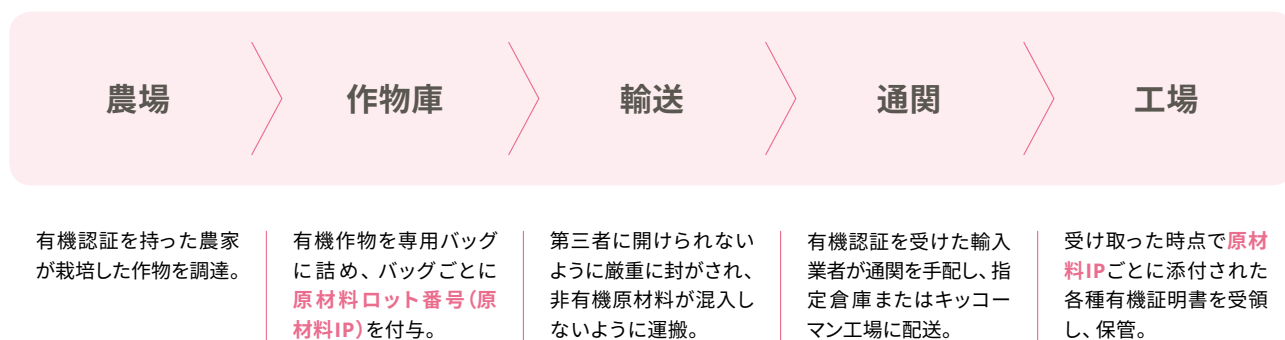 農場
作物庫
輸送
通関
工場
有機認証を持った農家
が栽培した作物を調達。
有機作物を専用バッグ
に詰め、バッグごとに
原材料ロット番号(原
材料IP)を付与。
第三者に開けられない
ように厳重に封がされ、
非有機原材料が混入し
ないように運搬。
有機認証を受けた輸入
業者が通関を手配し、指
定倉庫またはキッコー
マン工場に配送。
受け取った時点で原材
料IPごとに添付された
各種有機証明書を受領
し、保管。